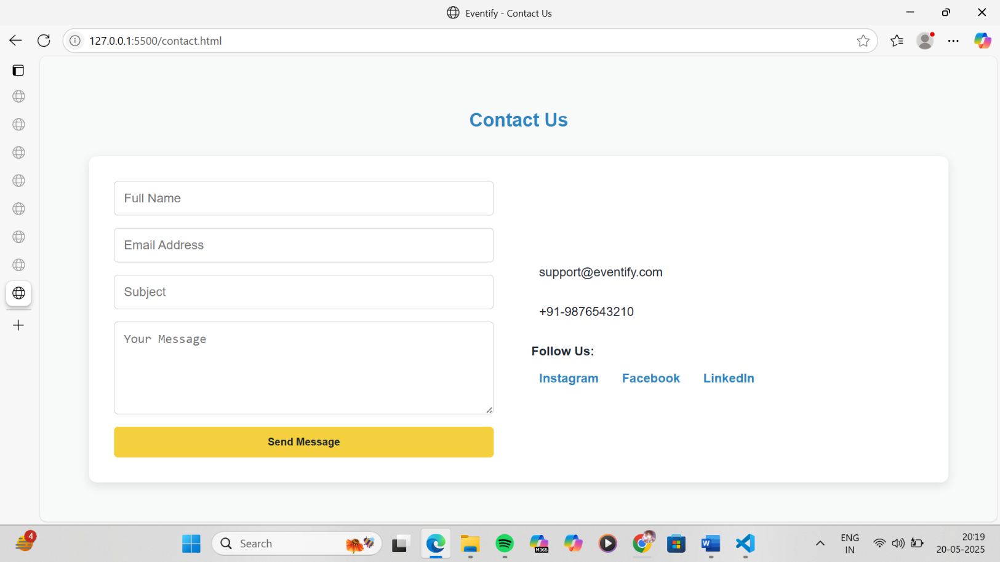 Eventify - Contact Us
127.0.0.1:5500/contact.html
Contact Us
Full Name
Email Address
Subject
Your Message
Send Message
support@eventify.com
+91-9876543210
Follow Us:
Instagram Facebook LinkedIn
4
Search
M365
W
ENG
IN
20:19
20-05-2025